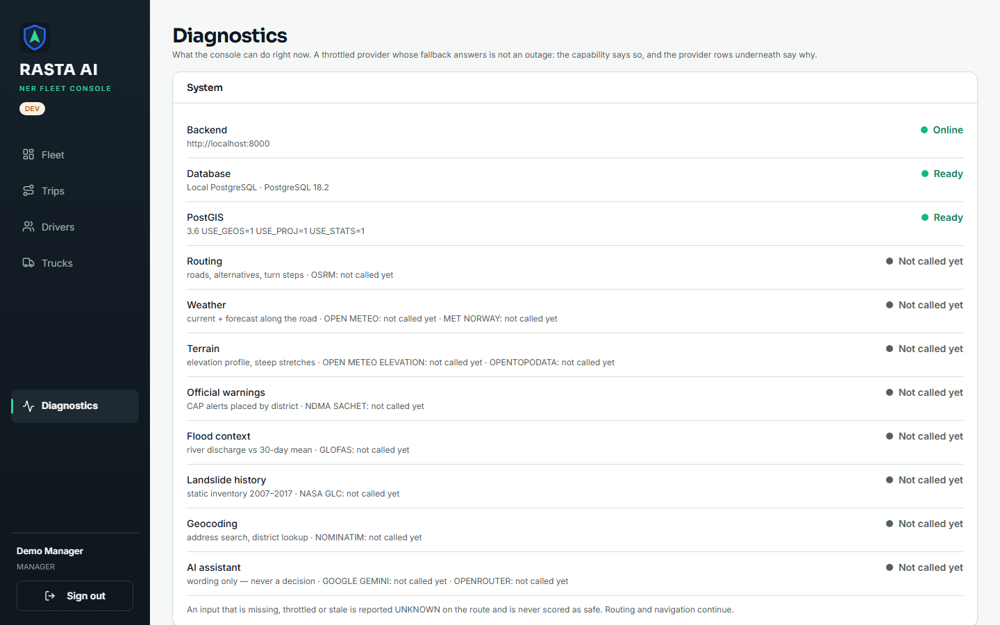 RASTA AI
NER FLEET CONSOLE
DEV
Fleet
Trips
Drivers
Trucks
Diagnostics
Demo Manager
MANAGER
Sign out
Diagnostics
What the console can do right now. A throttled provider whose fallback answers is not an outage: the capability says so, and the provider rows underneath say why.
System
Backend
Online
http://localhost:8000
Database
Ready
Local PostgreSQL · PostgreSQL 18.2
PostGIS
Ready
3.6 USE_GEOS=1 USE_PROJ=1 USE_STATS=1
Routing
Not called yet
roads, alternatives, turn steps · OSRM: not called yet
Weather
Not called yet
current + forecast along the road · OPEN METEO: not called yet · MET NORWAY: not called yet
Terrain
Not called yet
elevation profile, steep stretches · OPEN METEO ELEVATION: not called yet · OPENTOPODATA: not called yet
Official warnings
Not called yet
CAP alerts placed by district · NDMA SACHET: not called yet
Flood context
Not called yet
river discharge vs 30-day mean · GLOFAS: not called yet
Landslide history
Not called yet
static inventory 2007–2017 · NASA GLC: not called yet
Geocoding
Not called yet
address search, district lookup · NOMINATIM: not called yet
AI assistant
Not called yet
wording only — never a decision · GOOGLE GEMINI: not called yet · OPENROUTER: not called yet
An input that is missing, throttled or stale is reported UNKNOWN on the route and is never scored as safe. Routing and navigation continue.